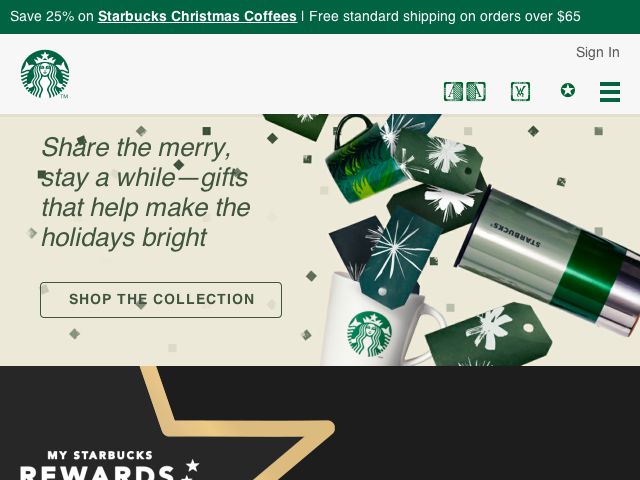 Save 25% on Starbucks Christmas Coffees | Free standard shipping on orders over $65
Sign In
TM
Share the merry,
stay a while—gifts
that help make the
holidays bright
SHOP THE COLLECTION
STARBUCKS
MY STARBUCKS
REWARDS